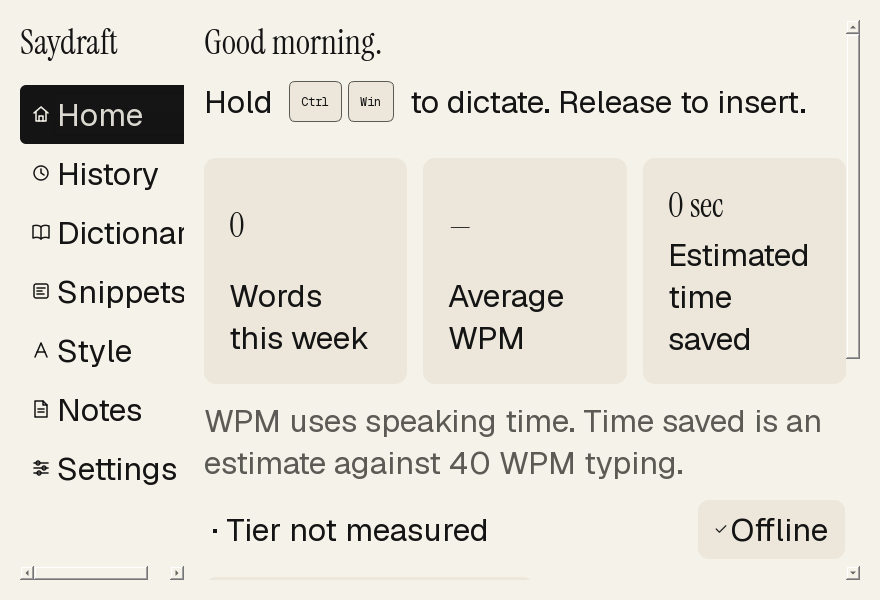 Saydraft
Home
History
Dictionar
Snippets
Style
Notes
Settings
Good morning.
Hold Ctrl Win to dictate. Release to insert.
0
Words
this week
—
Average
WPM
0 sec
Estimated
time
saved
WPM uses speaking time. Time saved is an
estimate against 40 WPM typing.
· Tier not measured
Offline